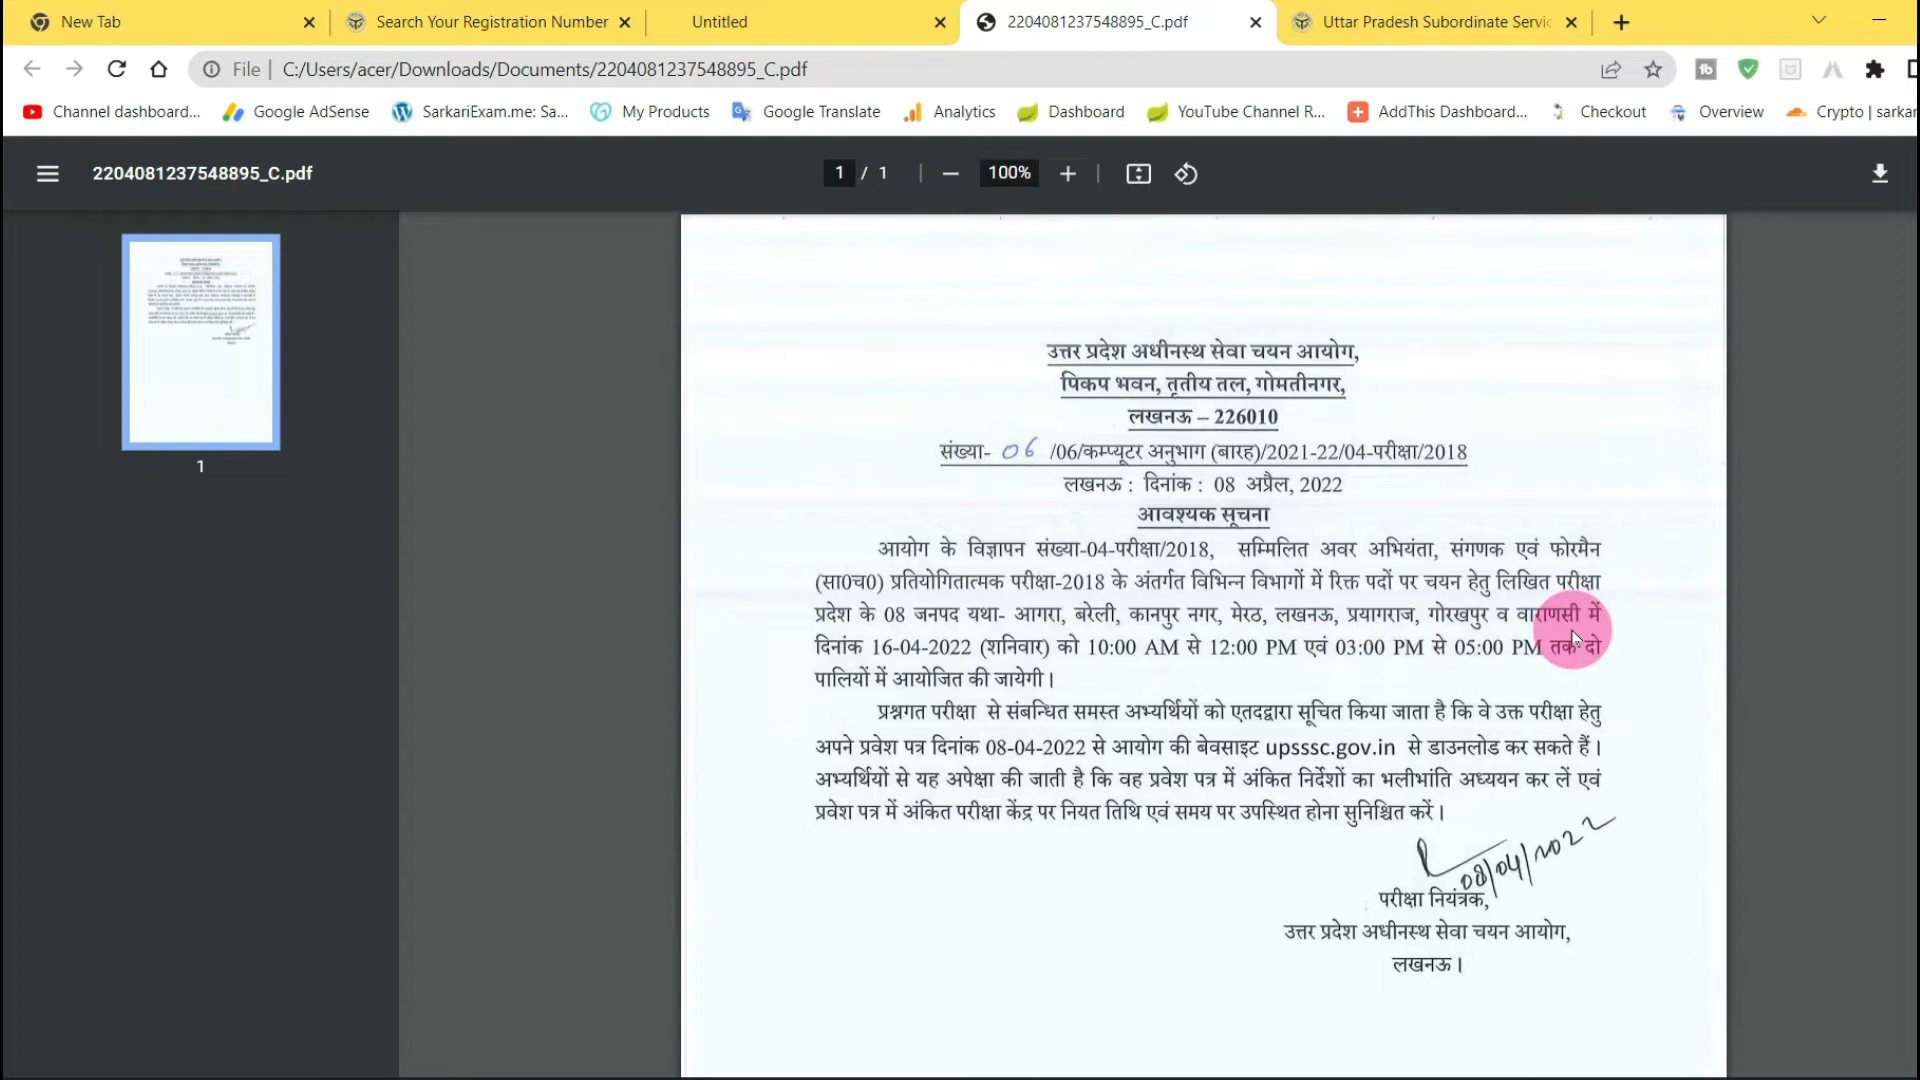 New Tab
Search Your Registration Number
Untitled
2204081237548895_C.pdf
Uttar Pradesh Subordinate Servic
File
C:/Users/acer/Downloads/Documents/2204081237548895_C.pdf
Channel dashboard...
Google AdSense
SarkariExam.me: Sa...
My Products
Google Translate
Analytics
Dashboard
YouTube Channel R...
AddThis Dashboard...
Checkout
Overview
Crypto | sarkar
2204081237548895_C.pdf
1 / 1
100%
1
उत्तर प्रदेश अधीनस्थ सेवा चयन आयोग,
पिकप भवन, तृतीय तल, गोमतीनगर,
लखनऊ – 226010
संख्या- 06 /06/कम्प्यूटर अनुभाग (बारह)/2021-22/04-परीक्षा/2018
लखनऊ : दिनांक : 08 अप्रैल, 2022
आवश्यक सूचना
आयोग के विज्ञापन संख्या-04-परीक्षा/2018, सम्मिलित अवर अभियंता, संगणक एवं फोरमैन
(सा0च0) प्रतियोगितात्मक परीक्षा-2018 के अंतर्गत विभिन्न विभागों में रिक्त पदों पर चयन हेतु लिखित परीक्षा
प्रदेश के 08 जनपद यथा- आगरा, बरेली, कानपुर नगर, मेरठ, लखनऊ, प्रयागराज, गोरखपुर व वाराणसी में
दिनांक 16-04-2022 (शनिवार) को 10:00 AM से 12:00 PM एवं 03:00 PM से 05:00 PM तक दो
पालियों में आयोजित की जायेगी।
प्रश्नगत परीक्षा से संबन्धित समस्त अभ्यर्थियों को एतदद्वारा सूचित किया जाता है कि वे उक्त परीक्षा हेतु
अपने प्रवेश पत्र दिनांक 08-04-2022 से आयोग की बेवसाइट upsssc.gov.in से डाउनलोड कर सकते हैं।
अभ्यर्थियों से यह अपेक्षा की जाती है कि वह प्रवेश पत्र में अंकित निर्देशों का भलीभांति अध्ययन कर लें एवं
प्रवेश पत्र में अंकित परीक्षा केंद्र पर नियत तिथि एवं समय पर उपस्थित होना सुनिश्चित करें।
08/04/2022
परीक्षा नियंत्रक,
उत्तर प्रदेश अधीनस्थ सेवा चयन आयोग,
लखनऊ।